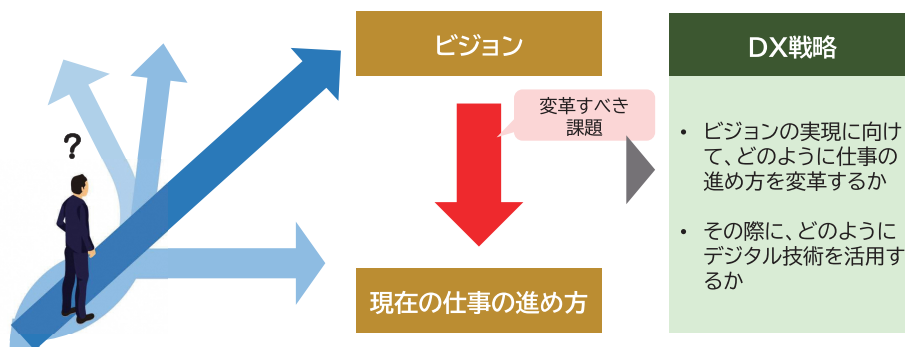 ?
ビジョン
変革すべき
課題
現在の仕事の進め方
DX戦略
• ビジョンの実現に向け
て、どのように仕事の
進め方を変革するか
• その際に、どのように
デジタル技術を活用す
るか